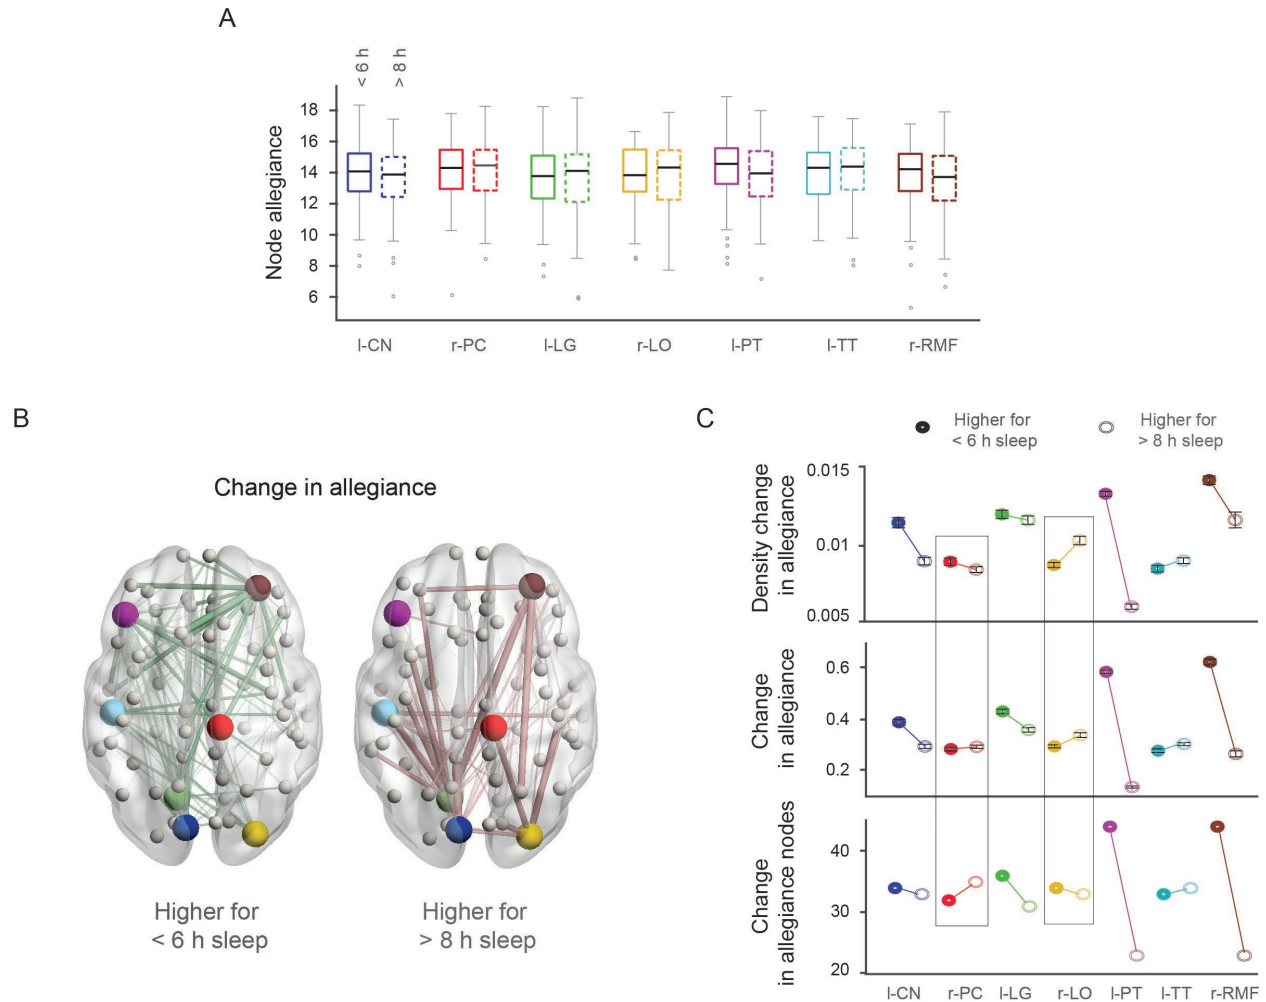 A
< 6 h
> 8 h
Node allegiance
18
16
14
12
10
8
6
l-CN r-PC l-LG r-LO l-PT l-TT r-RMF
B
Change in allegiance
Higher for
< 6 h sleep
Higher for
> 8 h sleep
C
Higher for
< 6 h sleep
Higher for
> 8 h sleep
Density change
in allegiance
0.015
0.01
0.005
Change
in allegiance
0.6
0.4
0.2
Change
in allegiance nodes
40
30
20
l-CN r-PC l-LG r-LO l-PT l-TT r-RMF